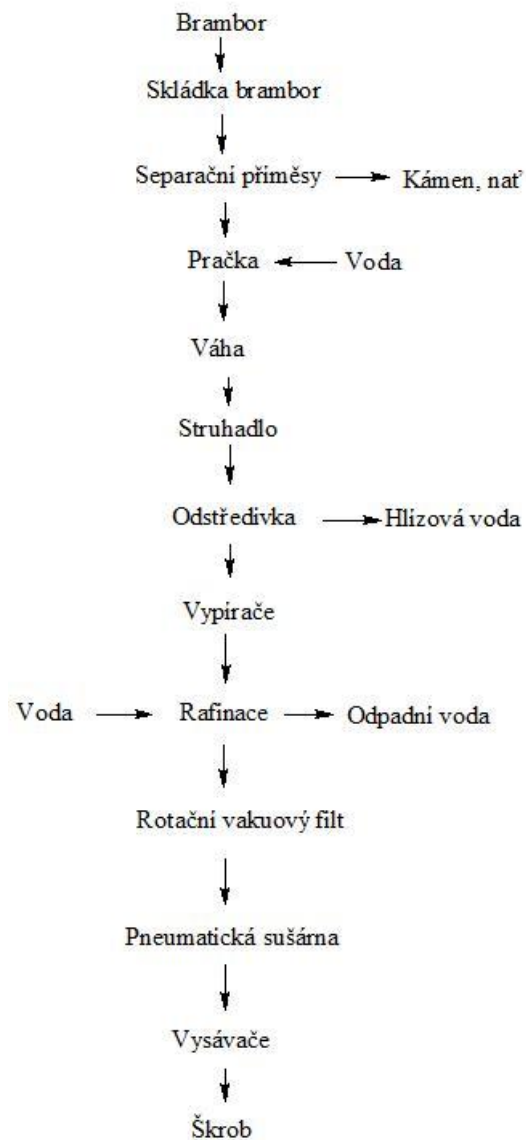 Brambor
Skládka brambor
Separační příměsy
Kámen, nať
Pračka
Voda
Váha
Struhadlo
Odstředivka
Hlízová voda
Vypírače
Voda
Rafinace
Odpadní voda
Rotační vakuový filt
Pneumatická sušárna
Vysávače
Škrob